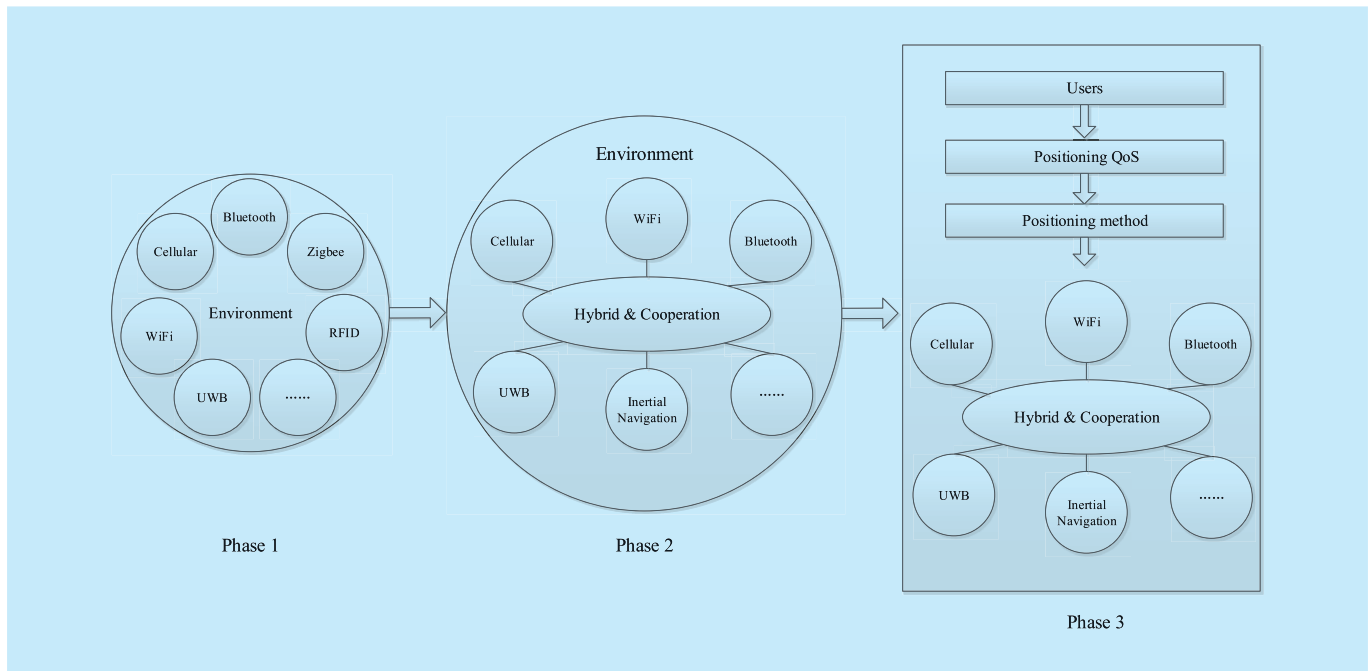 Bluetooth
Cellular
Zigbee
Environment
WiFi
RFID
UWB
......
Phase 1
Environment
WiFi
Cellular
Bluetooth
Hybrid & Cooperation
UWB
Inertial
Navigation
......
Phase 2
Users
Positioning QoS
Positioning method
WiFi
Cellular
Bluetooth
Hybrid & Cooperation
UWB
Inertial
Navigation
......
Phase 3